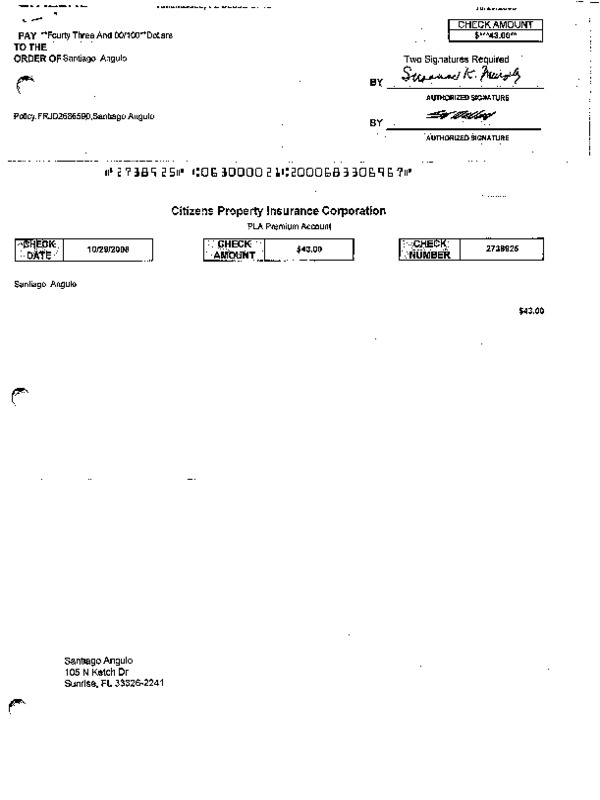 CHECK AMOUNT
$***43.00**
PAY **Fourty Three And 00/100**Dollars
TO THE
ORDER OF Santiago Angulo
Two Signatures Required
BY
AUTHORIZED SIGNATURE
Policy.FRJD2686590,Santiago Angulo
BY
AUTHORIZED SIGNATURE
⑈2738925⑈ ⑆063000021⑆2000683306967⑈
Citizens Property Insurance Corporation
PLA Premium Account
CHECK DATE 10/29/2008 CHECK AMOUNT $43.00 CHECK NUMBER 2738925
Santiago Angulo
$43.00
Santiago Angulo
105 N Ketch Dr
Sunrise, FL 33326-2241